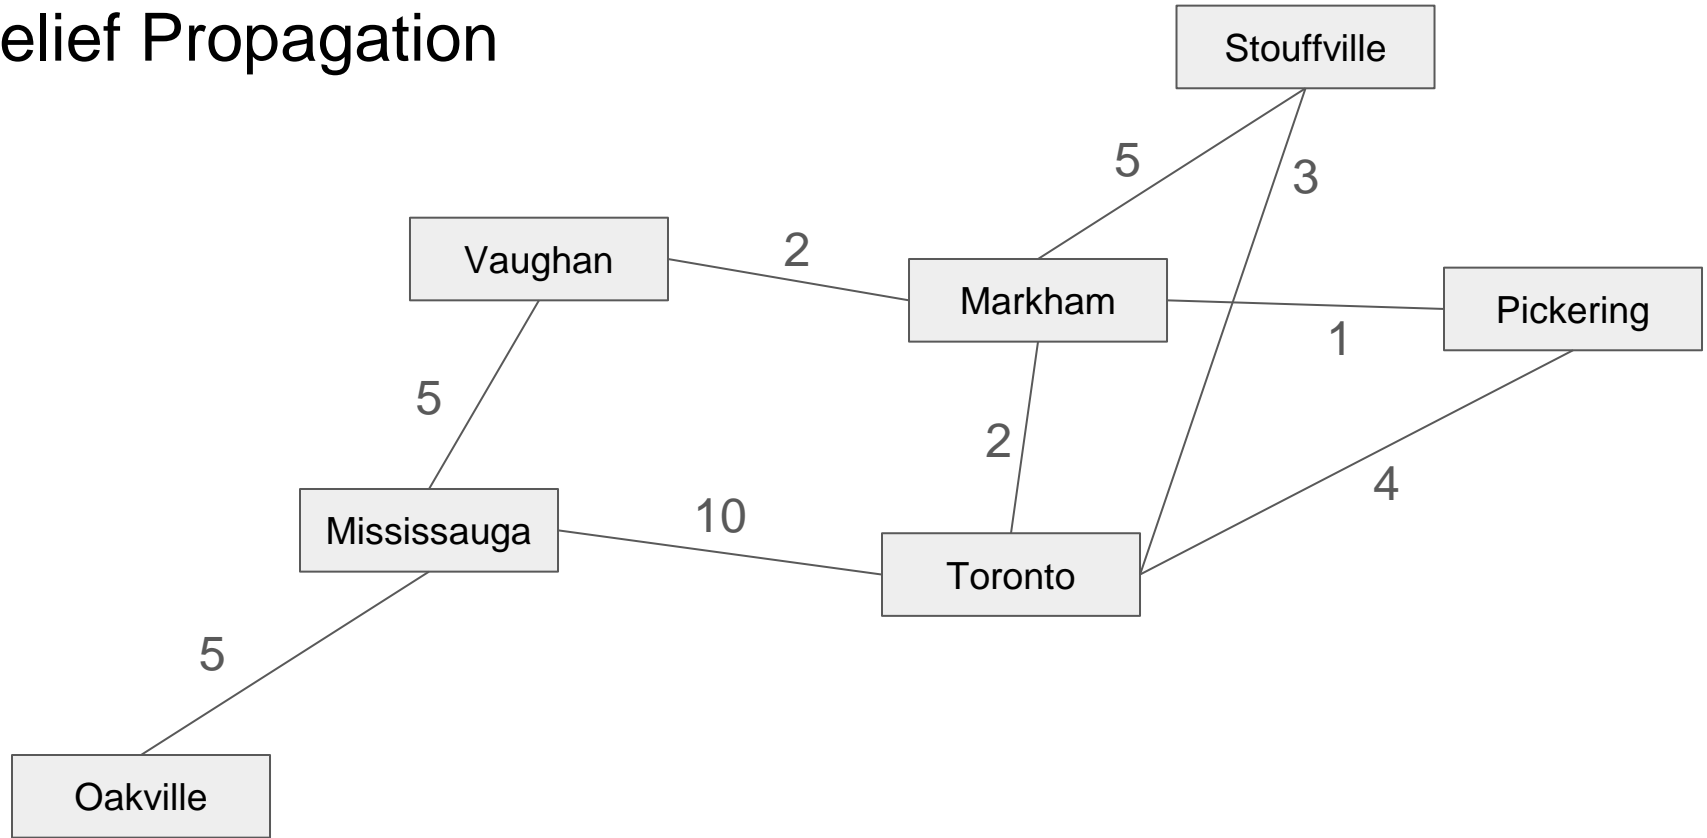 elief Propagation
Stouffville
5
3
Vaughan
2
Markham
Pickering
1
5
2
4
Mississauga
10
Toronto
5
Oakville